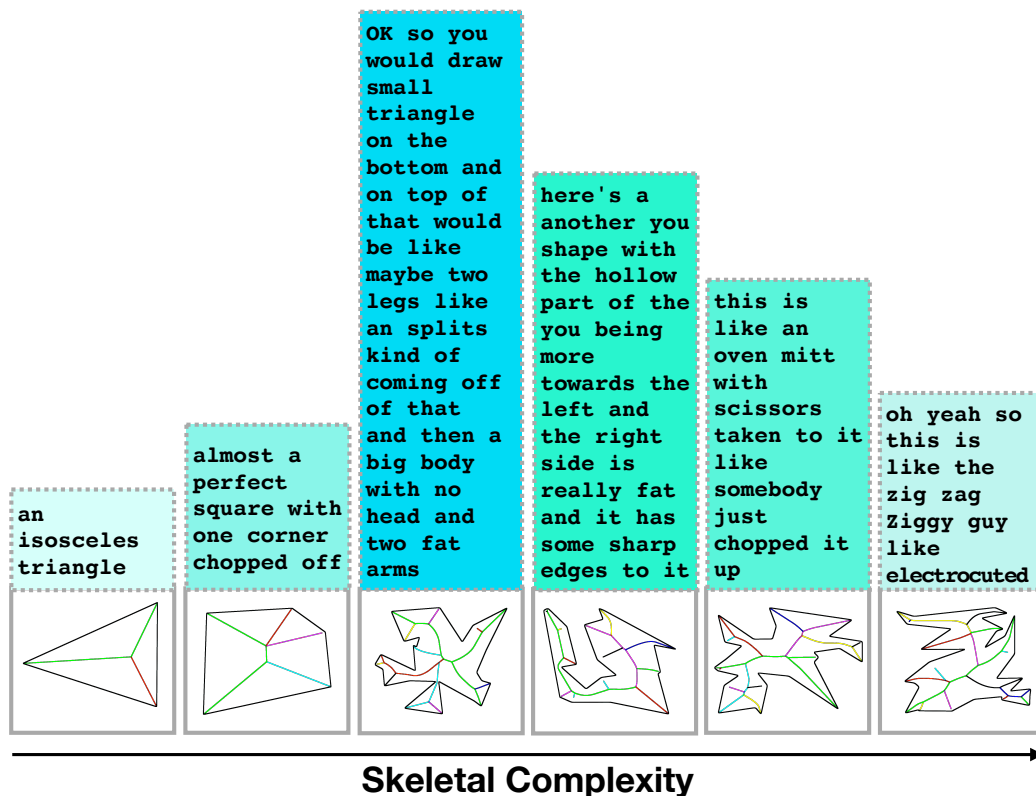 an
isosceles
triangle
almost a
perfect
square with
one corner
chopped off
OK so you
would draw
small
triangle
on the
bottom and
on top of
that would
be like
maybe two
legs like
an splits
kind of
coming off
of that
and then a
big body
with no
head and
two fat
arms
here's a
another you
shape with
the hollow
part of the
you being
more
towards the
left and
the right
side is
really fat
and it has
some sharp
edges to it
this is
like an
oven mitt
with
scissors
taken to it
like
somebody
just
chopped it
up
oh yeah so
this is
like the
zig zag
Ziggy guy
like
electrocuted
Skeletal Complexity